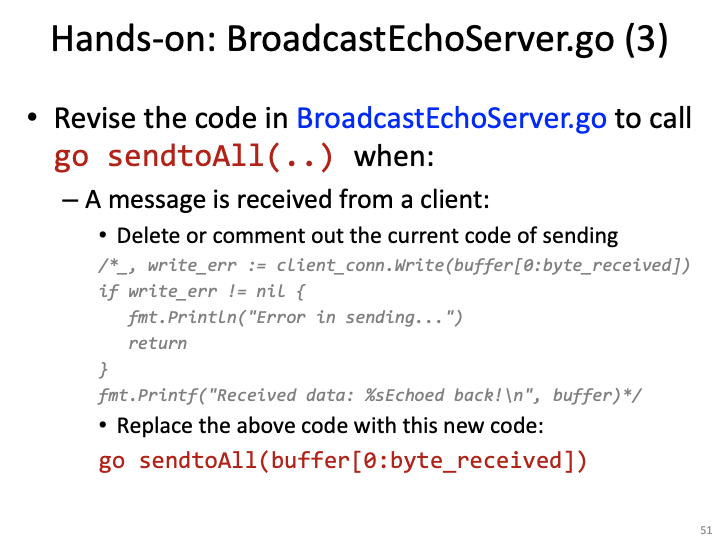 Hands-on: BroadcastEchoServer.go (3)
• Revise the code in BroadcastEchoServer.go to call
go sendtoAll(..) when:
– A message is received from a client:
• Delete or comment out the current code of sending
/*_, write_err := client_conn.Write(buffer[0:byte_received])
if write_err != nil {
fmt.Println("Error in sending...")
return
}
fmt.Printf("Received data: %sEchoed back!\n", buffer)*/
• Replace the above code with this new code:
go sendtoAll(buffer[0:byte_received])
51